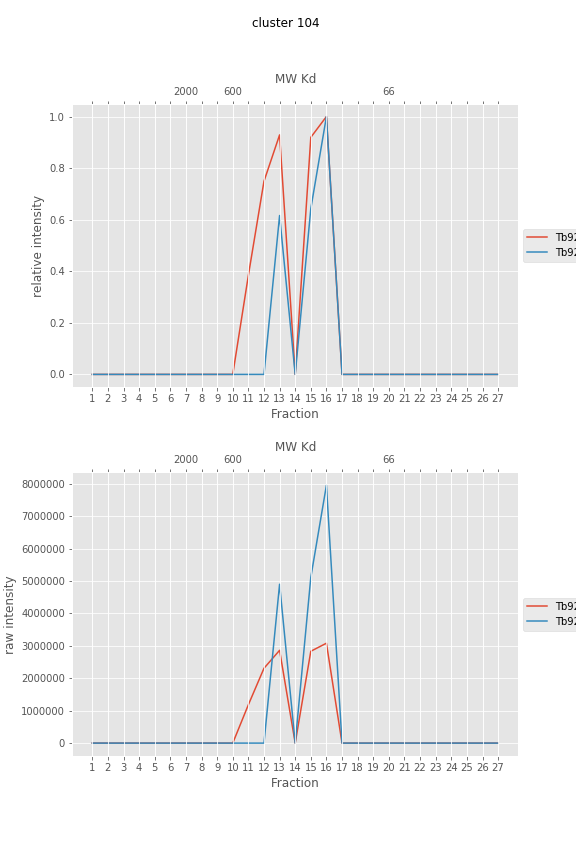 cluster 104
MW Kd
2000 600 66
1.0
0.8
0.6
0.4
0.2
0.0
relative intensity
1 2 3 4 5 6 7 8 9 10 11 12 13 14 15 16 17 18 19 20 21 22 23 24 25 26 27
Fraction
Tb92
Tb92
MW Kd
2000 600 66
8000000
7000000
6000000
5000000
4000000
3000000
2000000
1000000
0
raw intensity
1 2 3 4 5 6 7 8 9 10 11 12 13 14 15 16 17 18 19 20 21 22 23 24 25 26 27
Fraction
Tb92
Tb92